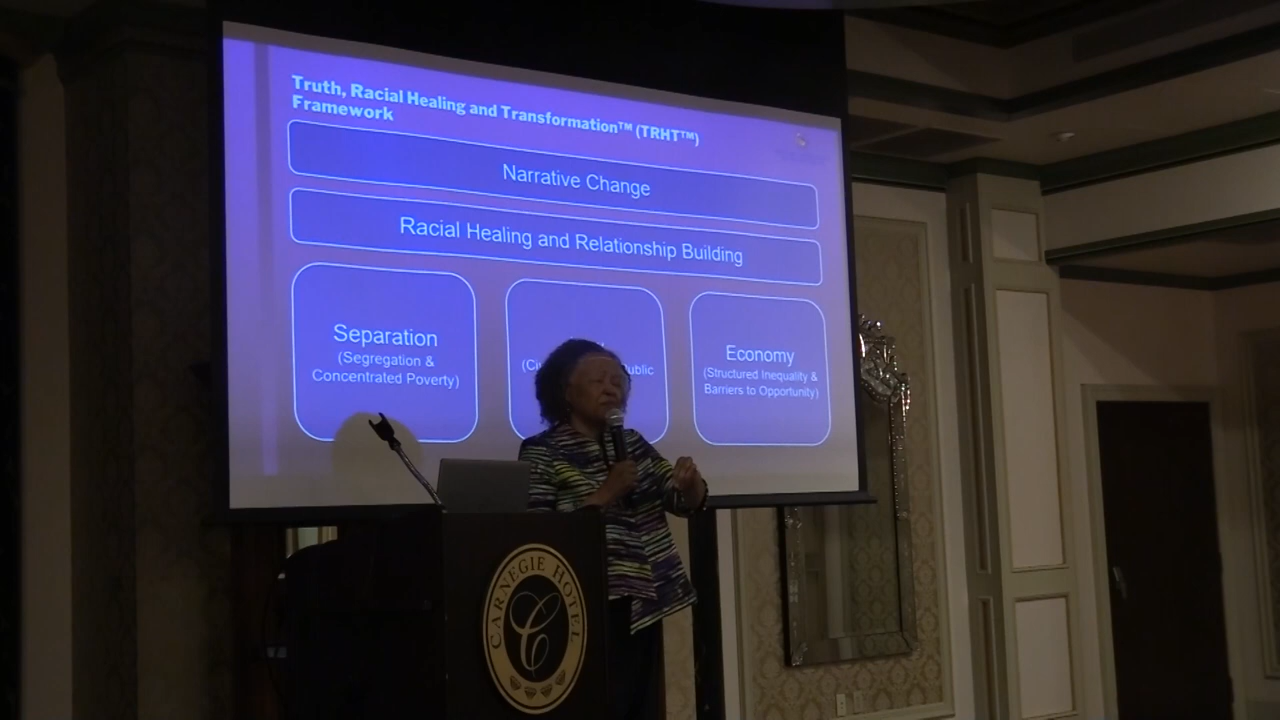 Truth, Racial Healing and Transformation™ (TRHT™)
Framework
Narrative Change
Racial Healing and Relationship Building
Separation
(Segregation &
Concentrated Poverty)
Economy
(Structured Inequality &
Barriers to Opportunity)
CARNEGIE HOTEL
C